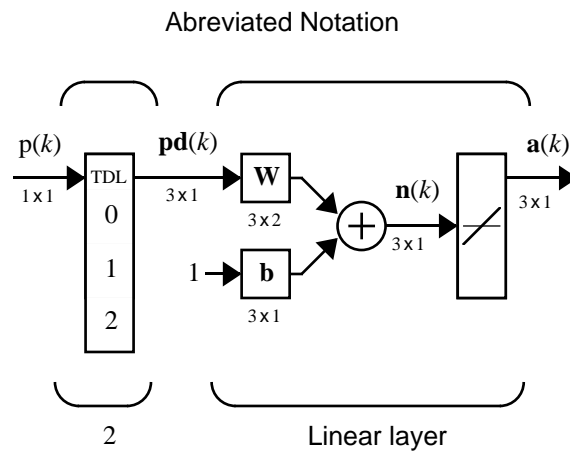 Abreviated Notation
p(k)
1 x 1
TDL
0
1
2
pd(k)
3 x 1
W
3 x 2
1
b
3 x 1
n(k)
3 x 1
a(k)
3 x 1
2
Linear layer